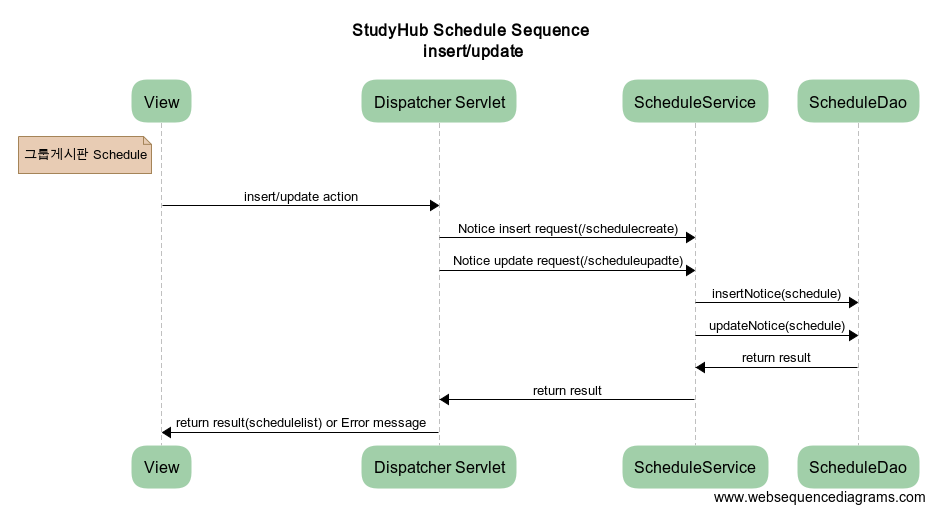 StudyHub Schedule Sequence
insert/update
View
Dispatcher Servlet
ScheduleService
ScheduleDao
그룹게시판 Schedule
insert/update action
Notice insert request(/schedulecreate)
Notice update request(/scheduleupadte)
insertNotice(schedule)
updateNotice(schedule)
return result
return result
return result(schedulelist) or Error message
View
Dispatcher Servlet
ScheduleService
ScheduleDao
www.websequencediagrams.com